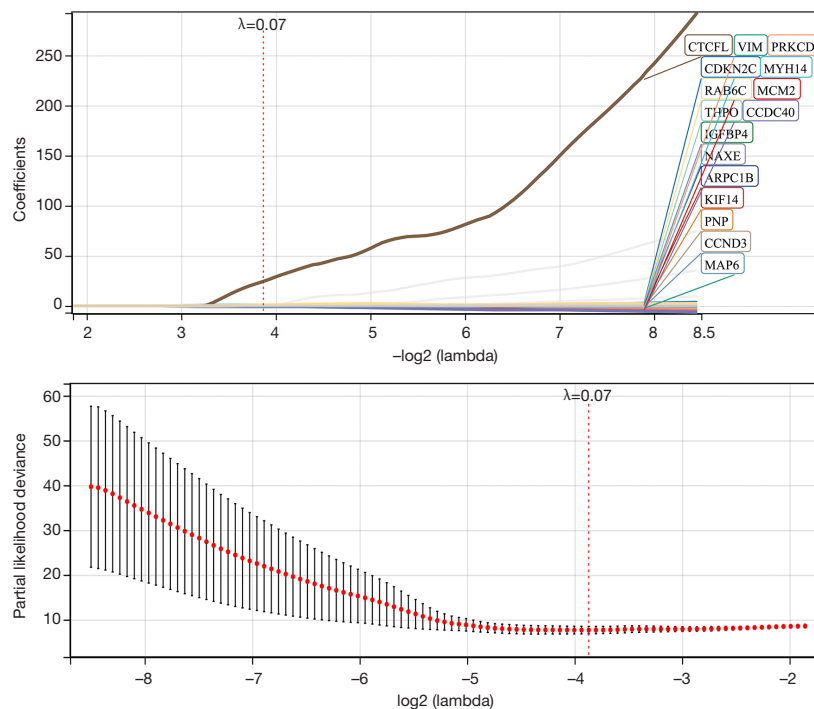 λ=0.07
Coefficients
250
200
150
100
50
0
CTCFL VIM PRKCD
CDKN2C MYH14
RAB6C MCM2
THPO CCDC40
IGFBP4
NAXE
ARPC1B
KIF14
PNP
CCND3
MAP6
2 3 4 5 6 7 8 8.5
−log2 (lambda)
λ=0.07
Partial likelihood deviance
60
50
40
30
20
10
−8 −7 −6 −5 −4 −3 −2
log2 (lambda)